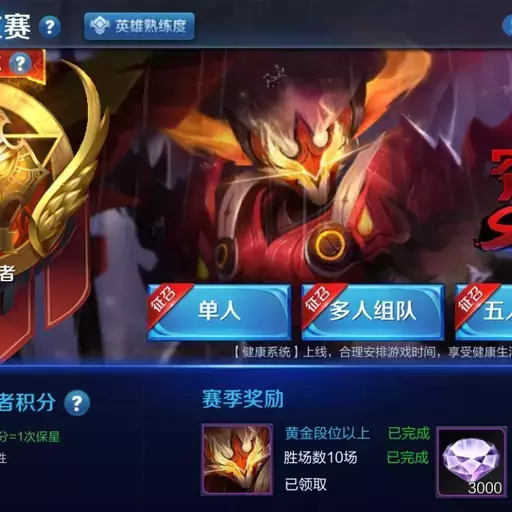 赛 ?
英雄熟练度
?
者
征召
单人
征召
多人组队
征召
五人
【健康系统】上线，合理安排游戏时间，享受健康生活
者积分 ?
分=1次保星
性
赛季奖励
黄金段位以上 已完成
胜场数10场 已完成
已领取
3000